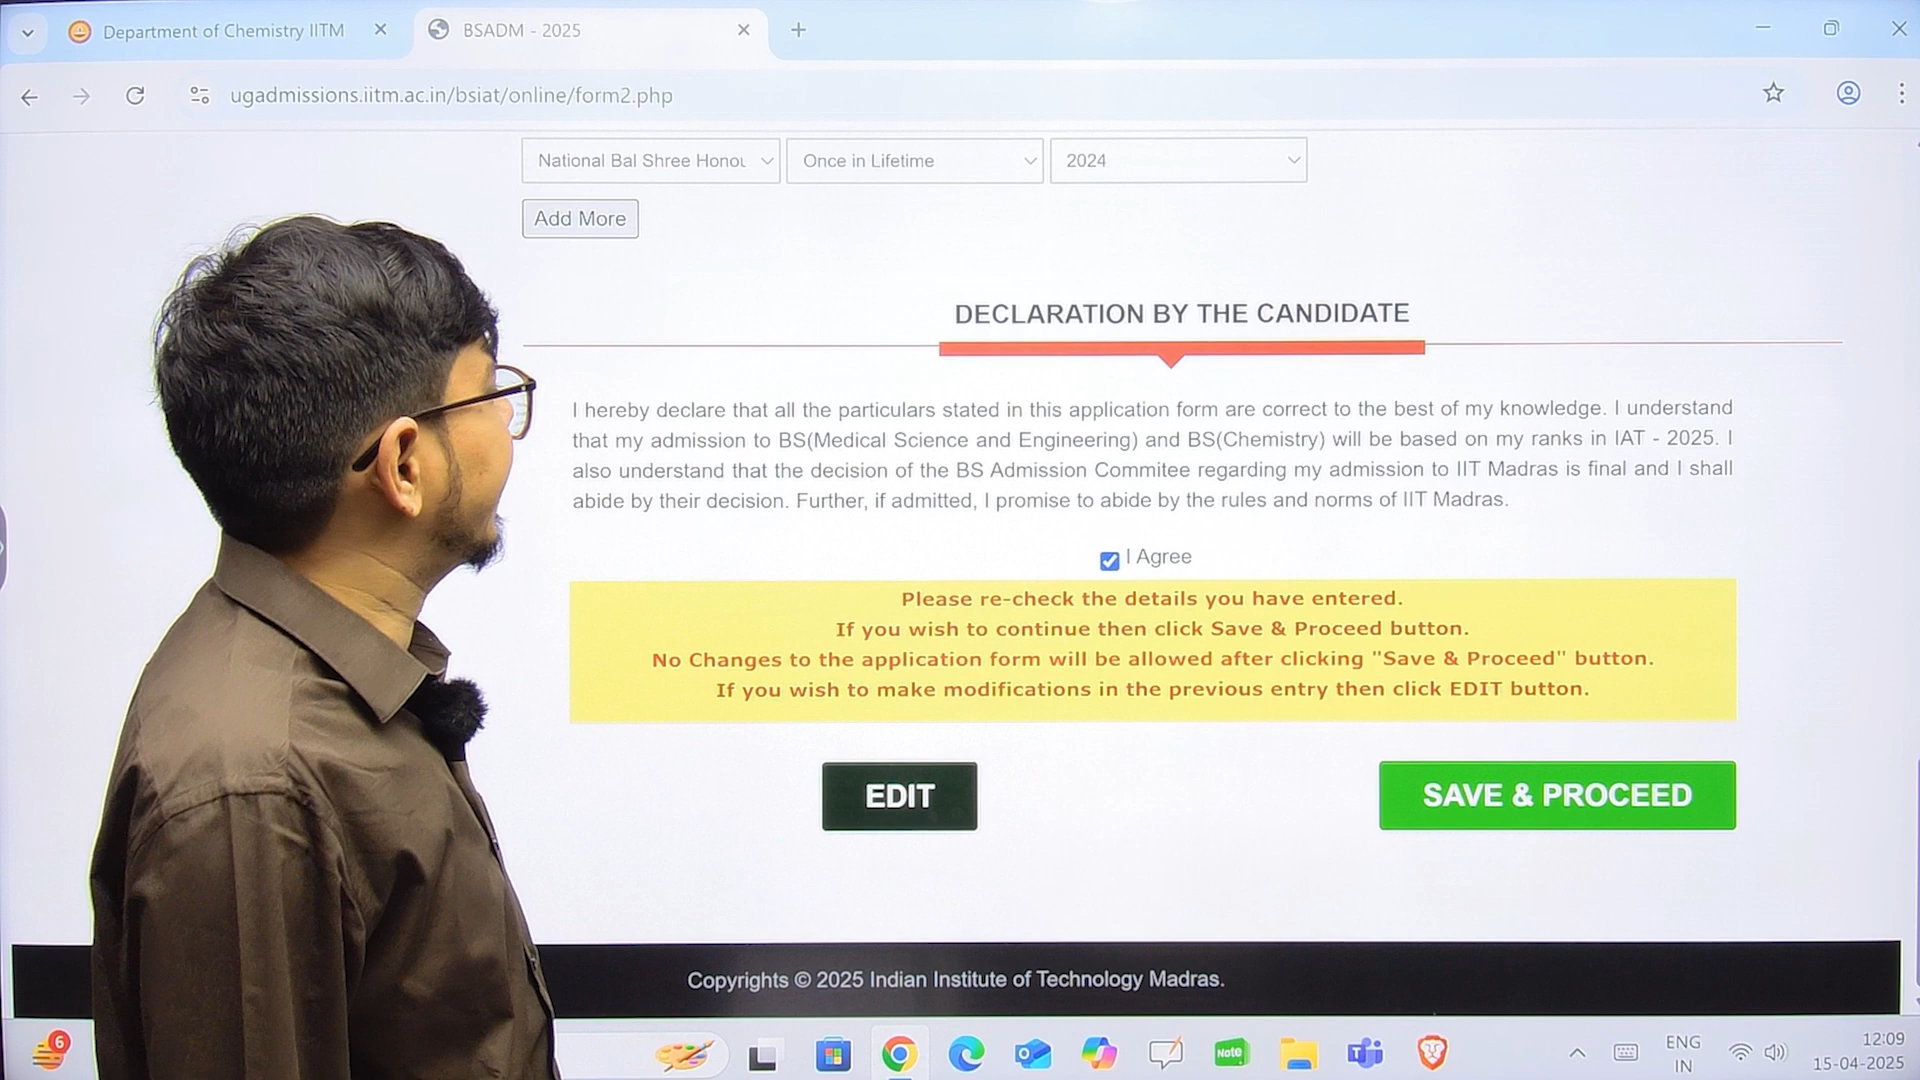 Department of Chemistry IITM
BSADM - 2025
ugadmissions.iitm.ac.in/bsiat/online/form2.php
National Bal Shree Honou
Once in Lifetime
2024
Add More
DECLARATION BY THE CANDIDATE
I hereby declare that all the particulars stated in this application form are correct to the best of my knowledge. I understand
that my admission to BS(Medical Science and Engineering) and BS(Chemistry) will be based on my ranks in IAT - 2025. I
also understand that the decision of the BS Admission Commitee regarding my admission to IIT Madras is final and I shall
abide by their decision. Further, if admitted, I promise to abide by the rules and norms of IIT Madras.
I Agree
Please re-check the details you have entered.
If you wish to continue then click Save & Proceed button.
No Changes to the application form will be allowed after clicking "Save & Proceed" button.
If you wish to make modifications in the previous entry then click EDIT button.
EDIT
SAVE & PROCEED
Copyrights © 2025 Indian Institute of Technology Madras.
6
Note
ENG
IN
12:09
15-04-2025